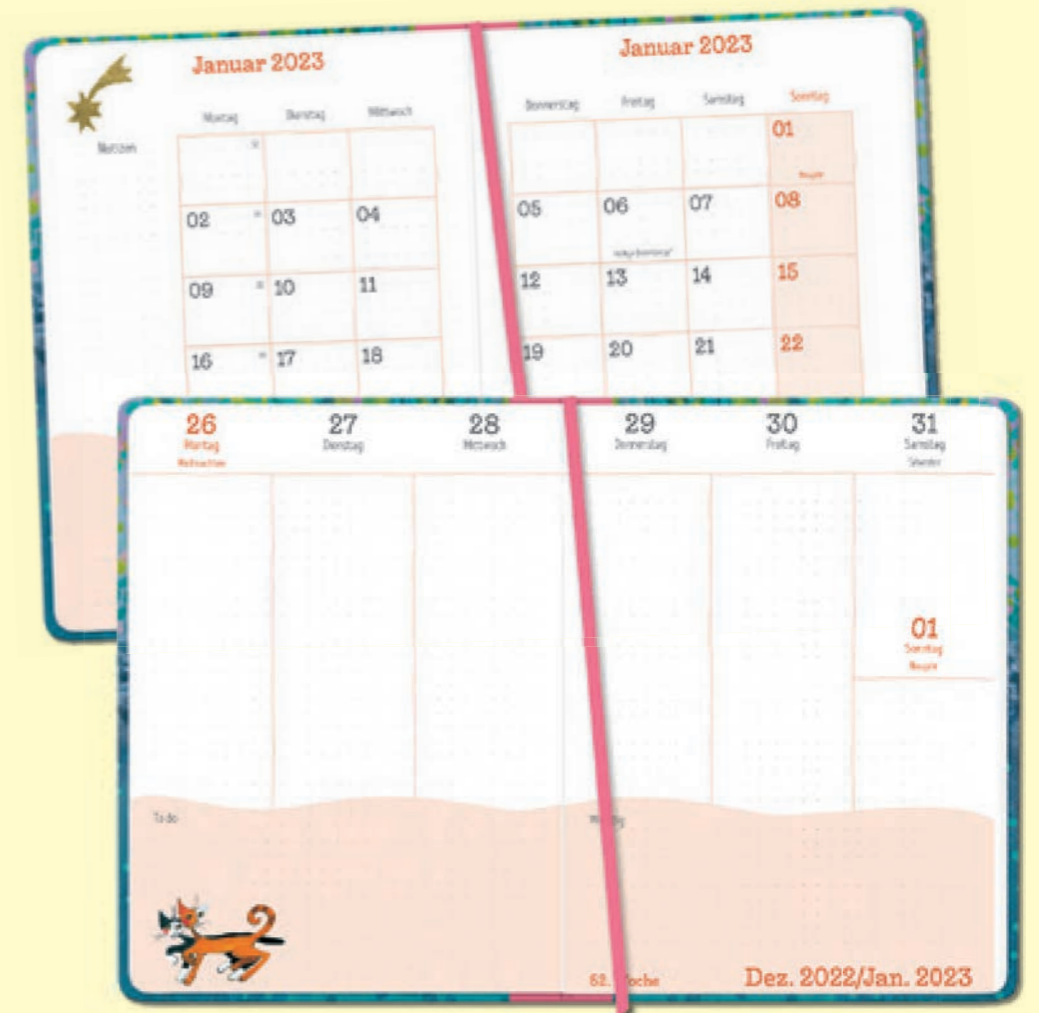 Januar 2023
Montag Dienstag Mittwoch
Notizen
02 03 04
09 10 11
16 17 18
Januar 2023
Donnerstag Freitag Samstag Sonntag
01
Neujahr
05 06 07 08
12 13 14 15
19 20 21 22
26 27 28 29 30 31
Montag Dienstag Mittwoch Donnerstag Freitag Samstag
Weihnachten Silvester
01
Sonntag
Neujahr
To do
52. Woche Dez. 2022/Jan. 2023